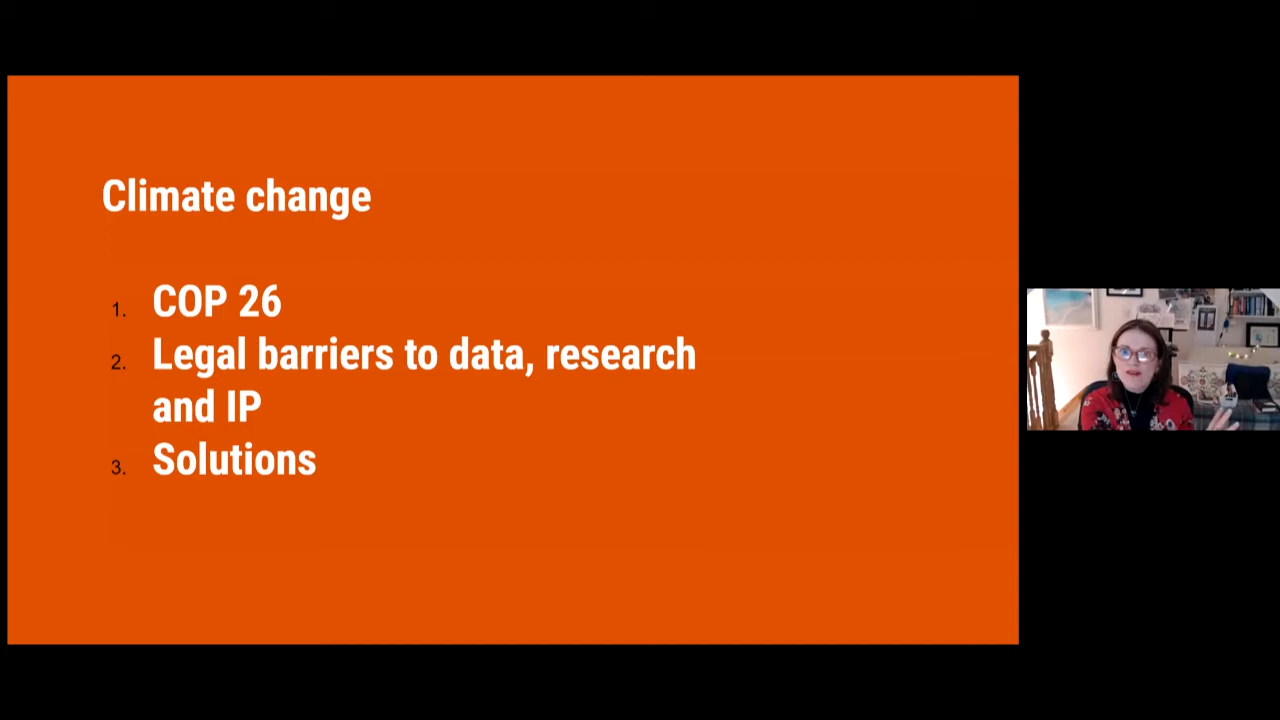 Climate change
1. COP 26
2. Legal barriers to data, research
and IP
3. Solutions